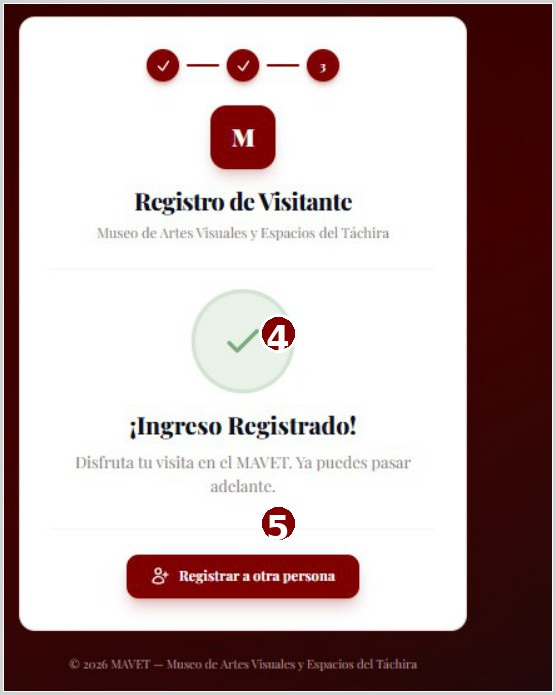 3
M
Registro de Visitante
Museo de Artes Visuales y Espacios del Táchira
4
¡Ingreso Registrado!
Disfruta tu visita en el MAVET. Ya puedes pasar
adelante.
5
Registrar a otra persona
© 2026 MAVET — Museo de Artes Visuales y Espacios del Táchira